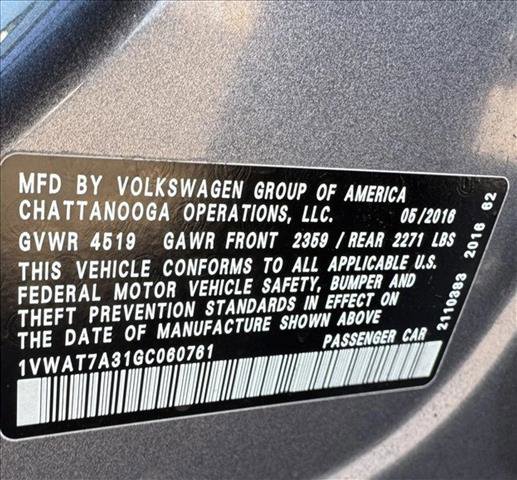 MFD BY VOLKSWAGEN GROUP OF AMERICA
CHATTANOOGA OPERATIONS, LLC. 05/2016
GVWR 4519 GAWR FRONT 2359 / REAR 2271 LBS
THIS VEHICLE CONFORMS TO ALL APPLICABLE U.S.
FEDERAL MOTOR VEHICLE SAFETY, BUMPER AND
THEFT PREVENTION STANDARDS IN EFFECT ON
THE DATE OF MANUFACTURE SHOWN ABOVE
1VWAT7A31GC060761 PASSENGER CAR
2110383 2016 82